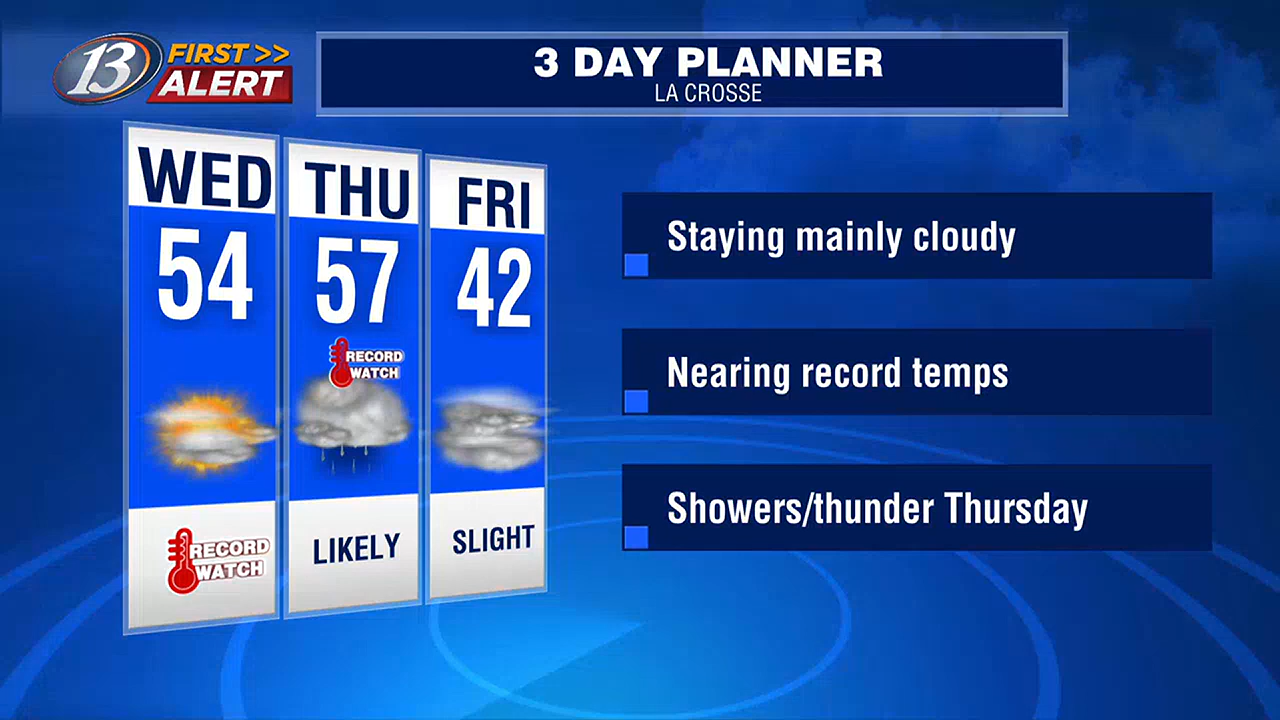 13 FIRST >>
ALERT
3 DAY PLANNER
LA CROSSE
WED
54
RECORD
WATCH
THU
57
RECORD
WATCH
LIKELY
FRI
42
SLIGHT
Staying mainly cloudy
Nearing record temps
Showers/thunder Thursday